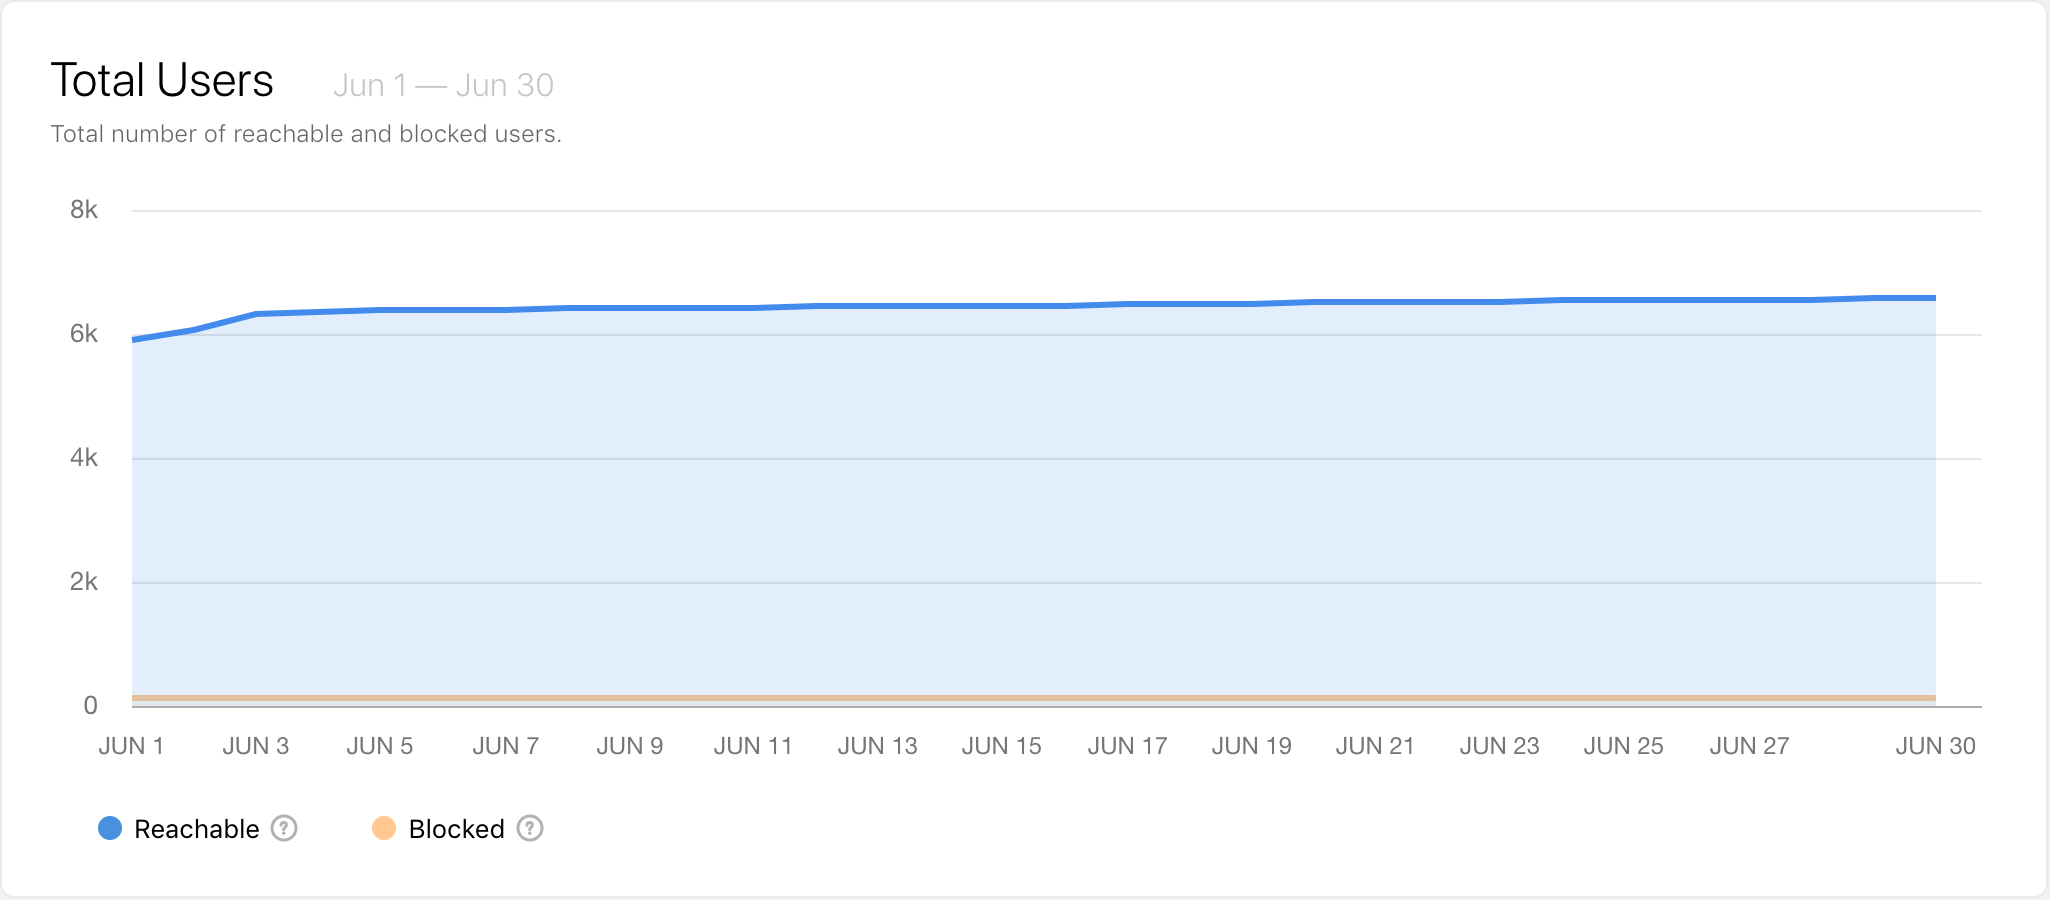 Total Users Jun 1 — Jun 30
Total number of reachable and blocked users.
8k
6k
4k
2k
0
JUN 1 JUN 3 JUN 5 JUN 7 JUN 9 JUN 11 JUN 13 JUN 15 JUN 17 JUN 19 JUN 21 JUN 23 JUN 25 JUN 27 JUN 30
Reachable ? Blocked ?